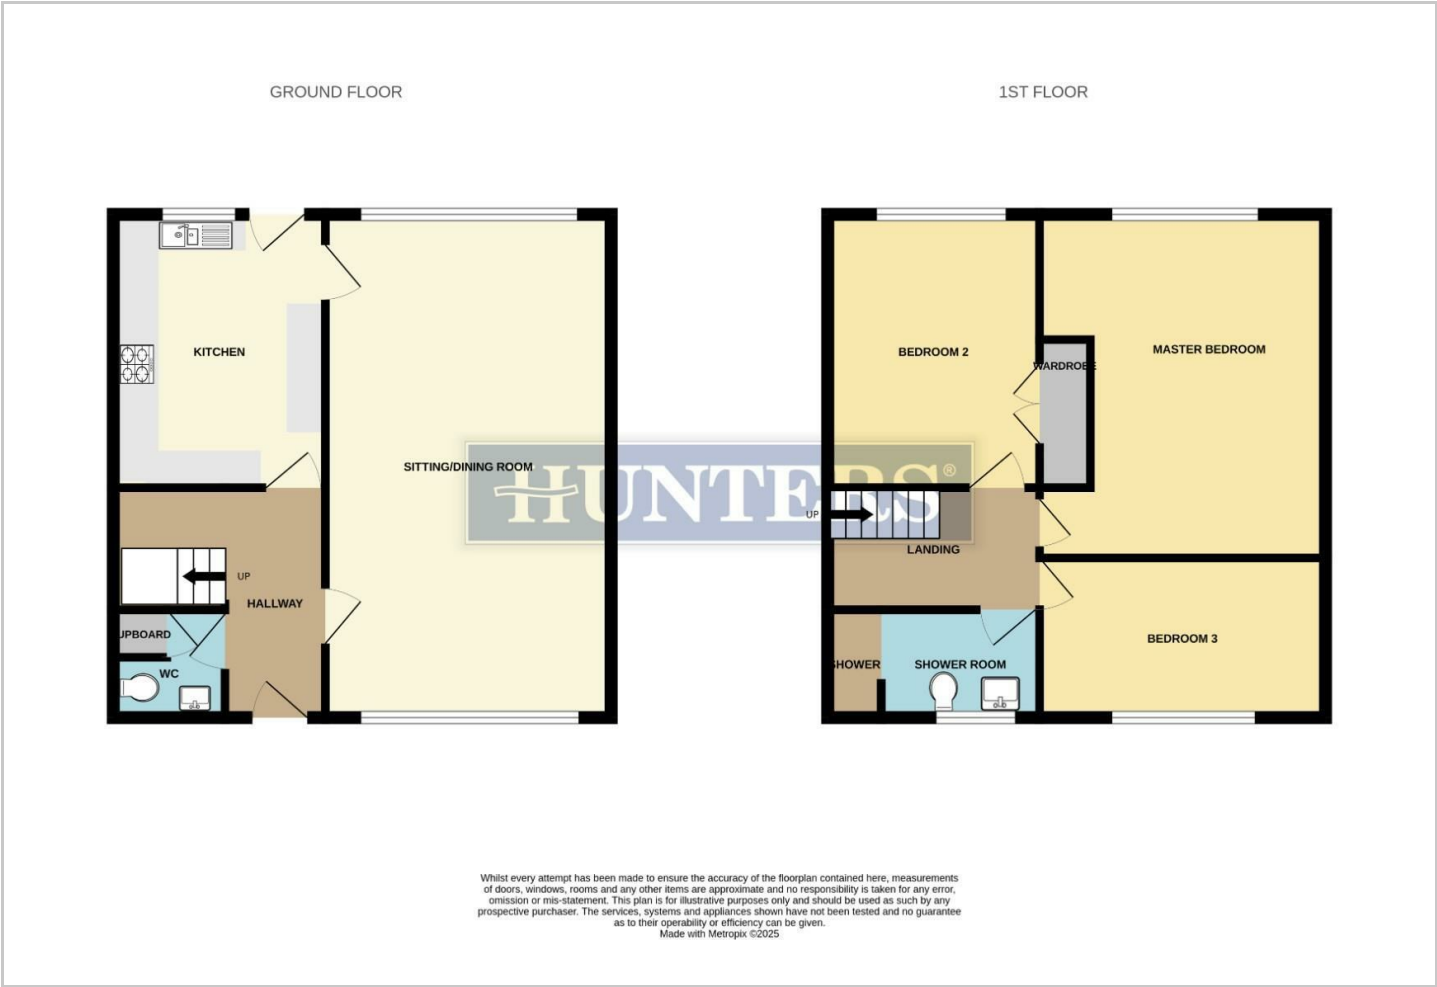 GROUND FLOOR
1ST FLOOR
KITCHEN
SITTING/DINING ROOM
UP
HALLWAY
UPBOARD
WC
BEDROOM 2
MASTER BEDROOM
WARDROBE
UP
LANDING
BEDROOM 3
SHOWER
SHOWER ROOM
HUNTERS®
Whilst every attempt has been made to ensure the accuracy of the floorplan contained here, measurements
of doors, windows, rooms and any other items are approximate and no responsibility is taken for any error,
omission or mis-statement. This plan is for illustrative purposes only and should be used as such by any
prospective purchaser. The services, systems and appliances shown have not been tested and no guarantee
as to their operability or efficiency can be given.
Made with Metropix ©2025